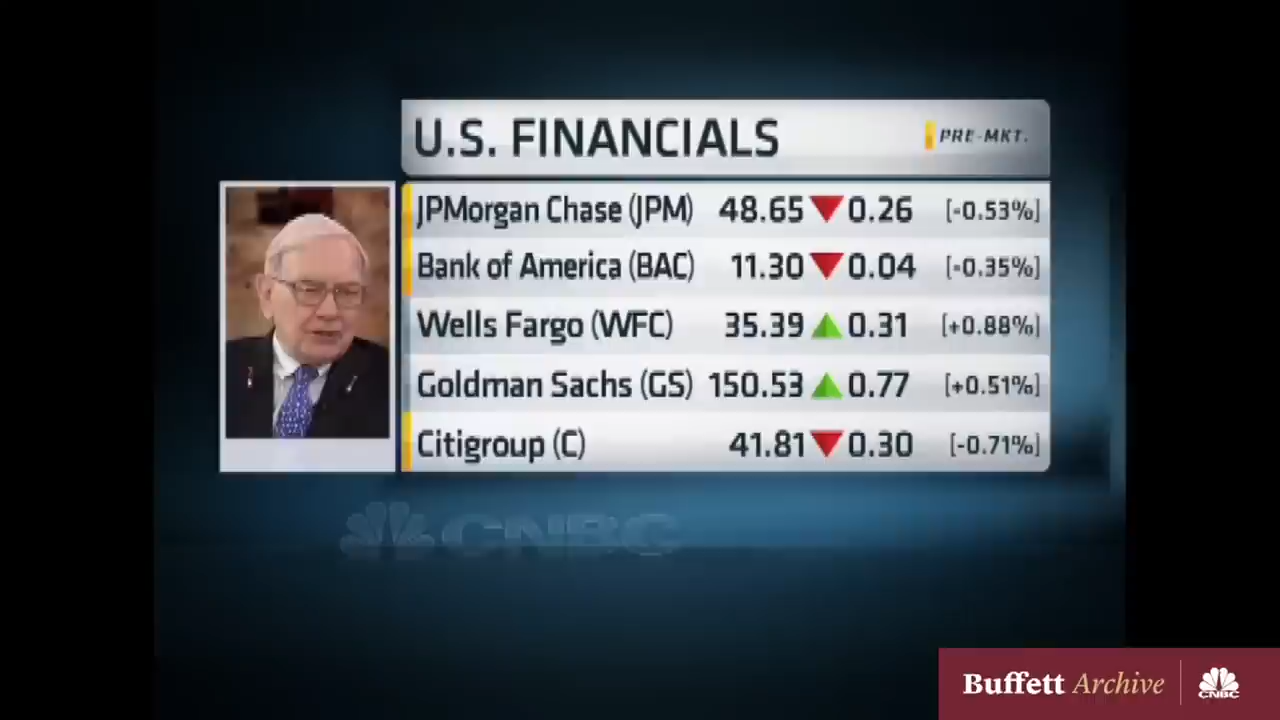 U.S. FINANCIALS PRE-MKT.
JPMorgan Chase (JPM) 48.65 ▼ 0.26 [-0.53%]
Bank of America (BAC) 11.30 ▼ 0.04 [-0.35%]
Wells Fargo (WFC) 35.39 ▲ 0.31 [+0.88%]
Goldman Sachs (GS) 150.53 ▲ 0.77 [+0.51%]
Citigroup (C) 41.81 ▼ 0.30 [-0.71%]
CNBC
Buffett Archive CNBC